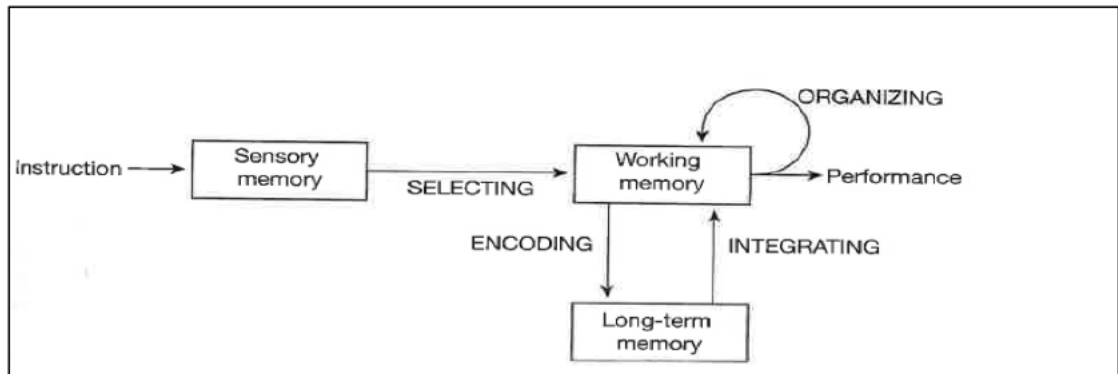 ORGANIZING
Instruction
Sensory
memory
SELECTING
Working
memory
Performance
ENCODING
INTEGRATING
Long-term
memory